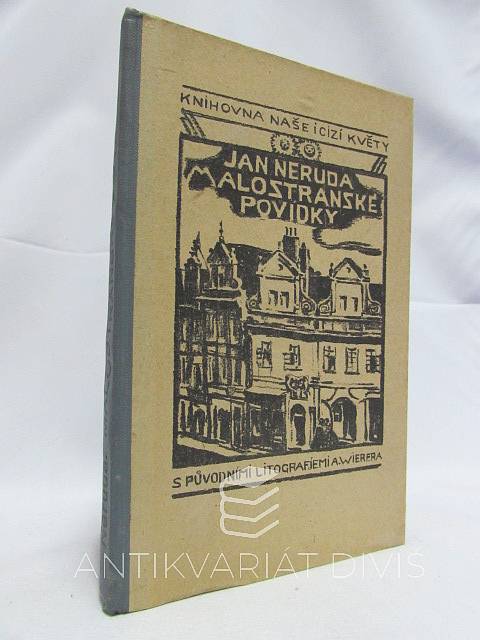 KNIHOVNA NAŠE I CIZÍ KVĚTY
JAN NERUDA
MALOSTRANSKÉ
POVÍDKY
S PŮVODNÍMI LITOGRAFIEMI A. WIERERA
ANTIKVARIÁT DIVIŠ